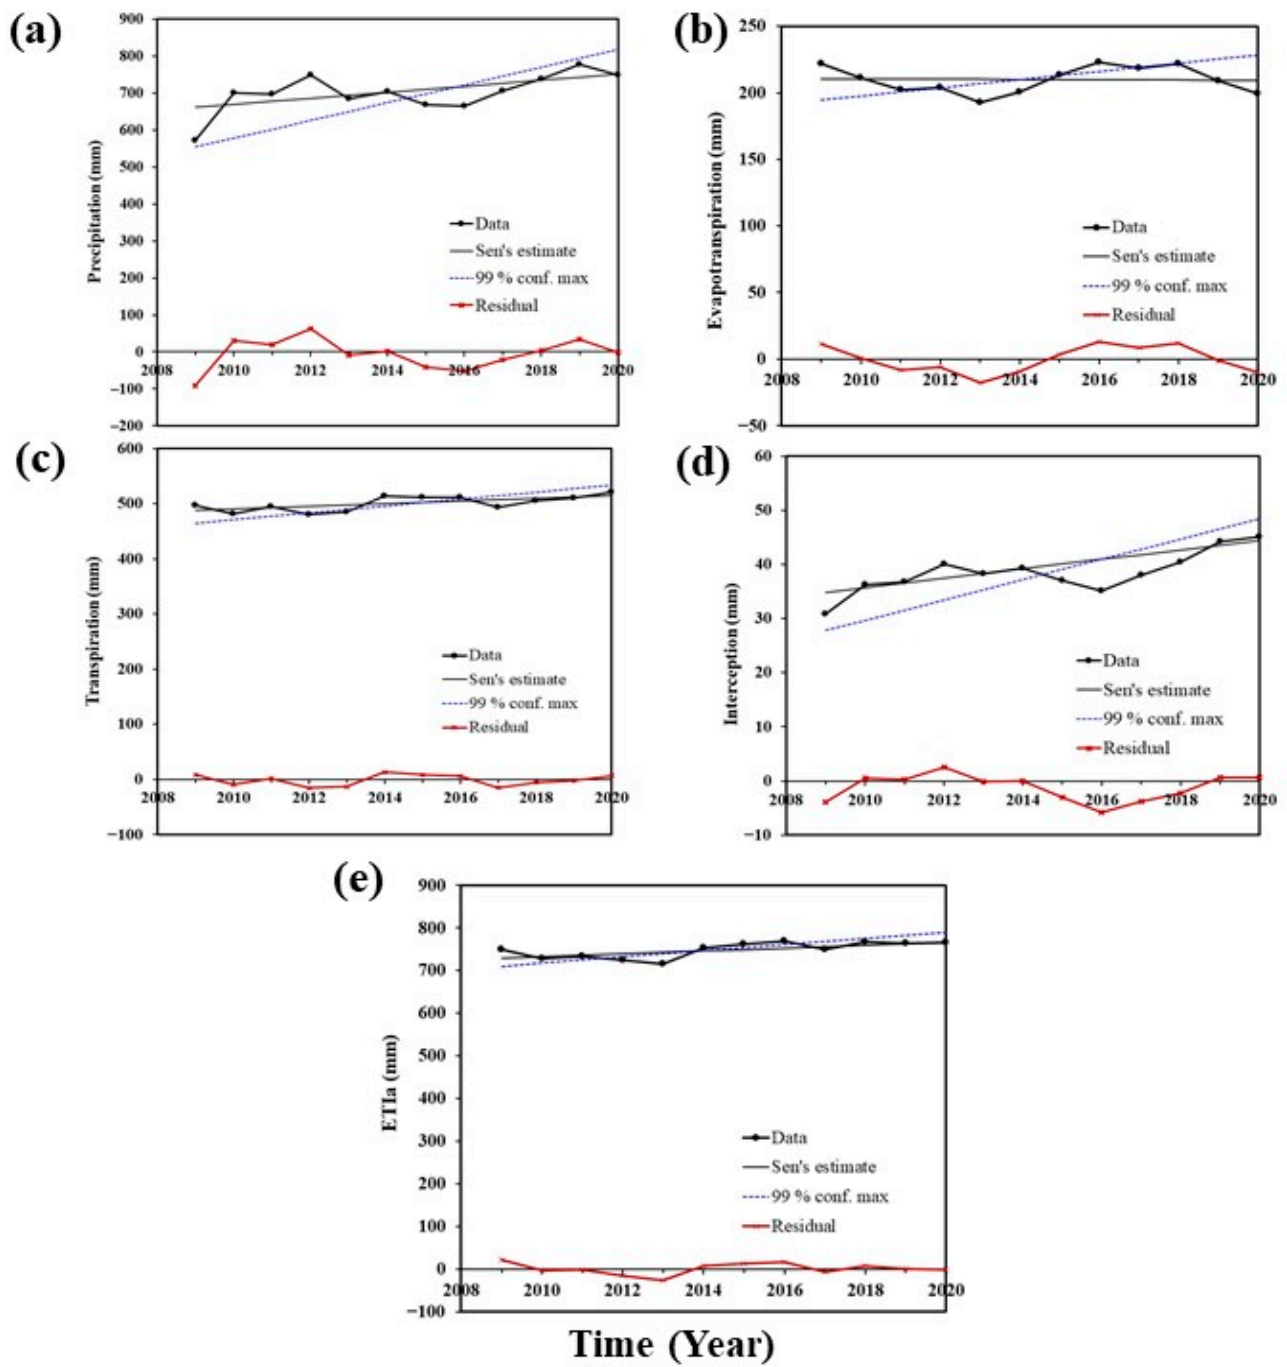 (a)
900
800
700
600
500
400
300
200
100
0
−100
−200
Precipitation (mm)
2008 2010 2012 2014 2016 2018 2020
Data
Sen's estimate
99 % conf. max
Residual
(b)
250
200
150
100
50
0
−50
Evapotranspiration (mm)
2008 2010 2012 2014 2016 2018 2020
Data
Sen's estimate
99 % conf. max
Residual
(c)
600
500
400
300
200
100
0
−100
Transpiration (mm)
2008 2010 2012 2014 2016 2018 2020
Data
Sen's estimate
99 % conf. max
Residual
(d)
60
50
40
30
20
10
0
−10
Interception (mm)
2008 2010 2012 2014 2016 2018 2020
Data
Sen's estimate
99 % conf. max
Residual
(e)
900
800
700
600
500
400
300
200
100
0
−100
ETIa (mm)
2008 2010 2012 2014 2016 2018 2020
Data
Sen's estimate
99 % conf. max
Residual
Time (Year)